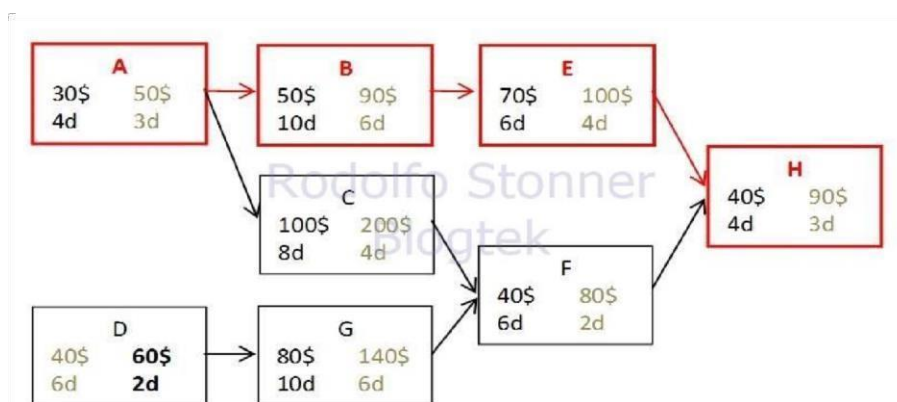 A
30$ 50$
4d 3d
B
50$ 90$
10d 6d
E
70$ 100$
6d 4d
H
40$ 90$
4d 3d
Rodolfo Stonner
Blogtek
C
100$ 200$
8d 4d
F
40$ 80$
6d 2d
D
40$ 60$
6d 2d
G
80$ 140$
10d 6d